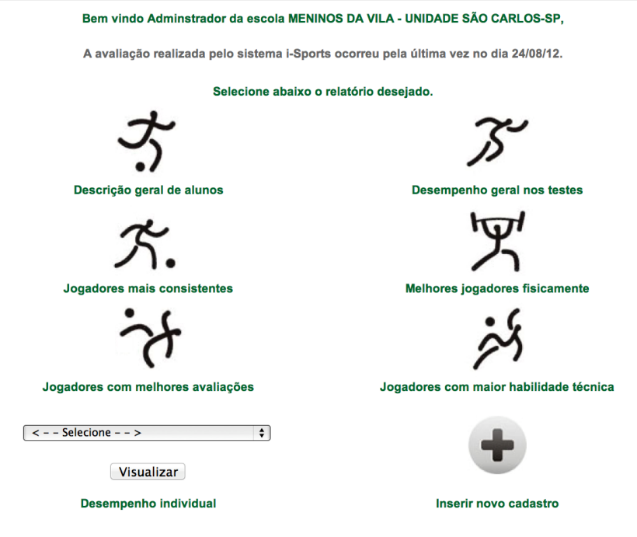 Bem vindo Adminstrador da escola MENINOS DA VILA - UNIDADE SÃO CARLOS-SP,
A avaliação realizada pelo sistema i-Sports ocorreu pela última vez no dia 24/08/12.
Selecione abaixo o relatório desejado.
Descrição geral de alunos
Desempenho geral nos testes
Jogadores mais consistentes
Melhores jogadores fisicamente
Jogadores com melhores avaliações
Jogadores com maior habilidade técnica
< - - Selecione - - >
Visualizar
Desempenho individual
Inserir novo cadastro